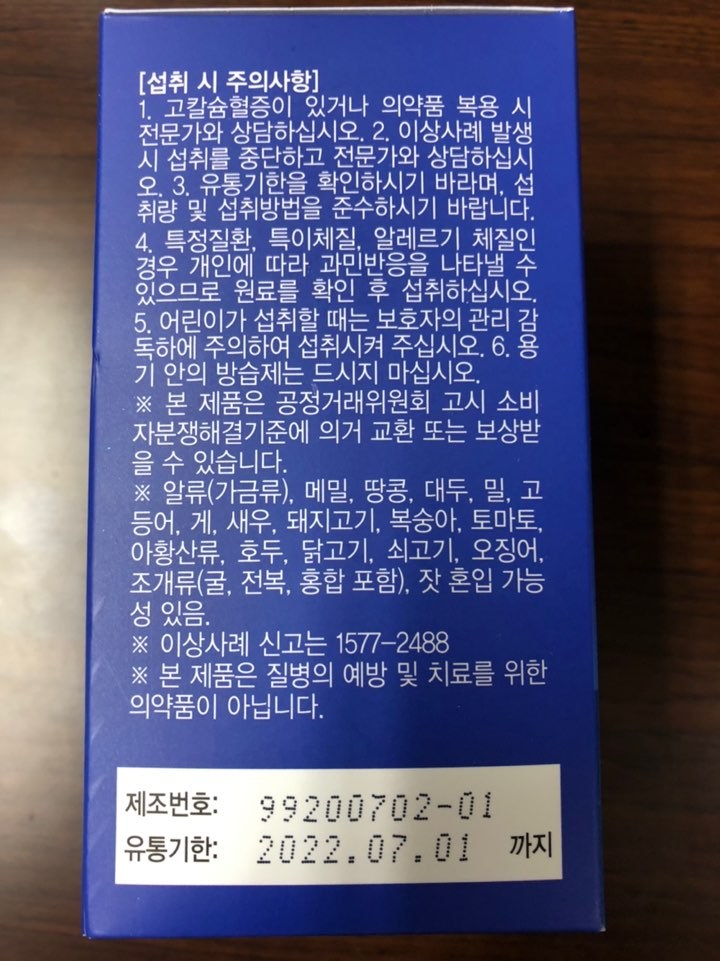 [섭취 시 주의사항]
1. 고칼슘혈증이 있거나 의약품 복용 시
전문가와 상담하십시오. 2. 이상사례 발생
시 섭취를 중단하고 전문가와 상담하십시
오. 3. 유통기한을 확인하시기 바라며, 섭
취량 및 섭취방법을 준수하시기 바랍니다.
4. 특정질환, 특이체질, 알레르기 체질인
경우 개인에 따라 과민반응을 나타낼 수
있으므로 원료를 확인 후 섭취하십시오.
5. 어린이가 섭취할 때는 보호자의 관리 감
독하에 주의하여 섭취시켜 주십시오. 6. 용
기 안의 방습제는 드시지 마십시오.
※ 본 제품은 공정거래위원회 고시 소비
자분쟁해결기준에 의거 교환 또는 보상받
을 수 있습니다.
※ 알류(가금류), 메밀, 땅콩, 대두, 밀, 고
등어, 게, 새우, 돼지고기, 복숭아, 토마토,
아황산류, 호두, 닭고기, 쇠고기, 오징어,
조개류(굴, 전복, 홍합 포함), 잣 혼입 가능
성 있음.
※ 이상사례 신고는 1577-2488
※ 본 제품은 질병의 예방 및 치료를 위한
의약품이 아닙니다.
제조번호: 99200702-01
유통기한: 2022.07.01 까지